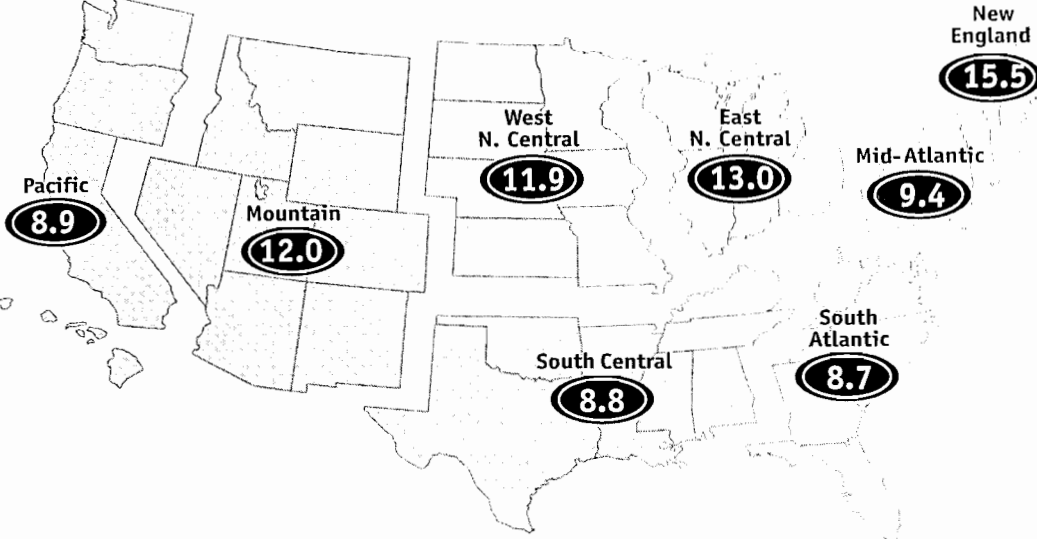 New
England
15.5
West
N. Central
11.9
East
N. Central
13.0
Mid-Atlantic
9.4
Pacific
8.9
Mountain
12.0
South
Atlantic
8.7
South Central
8.8